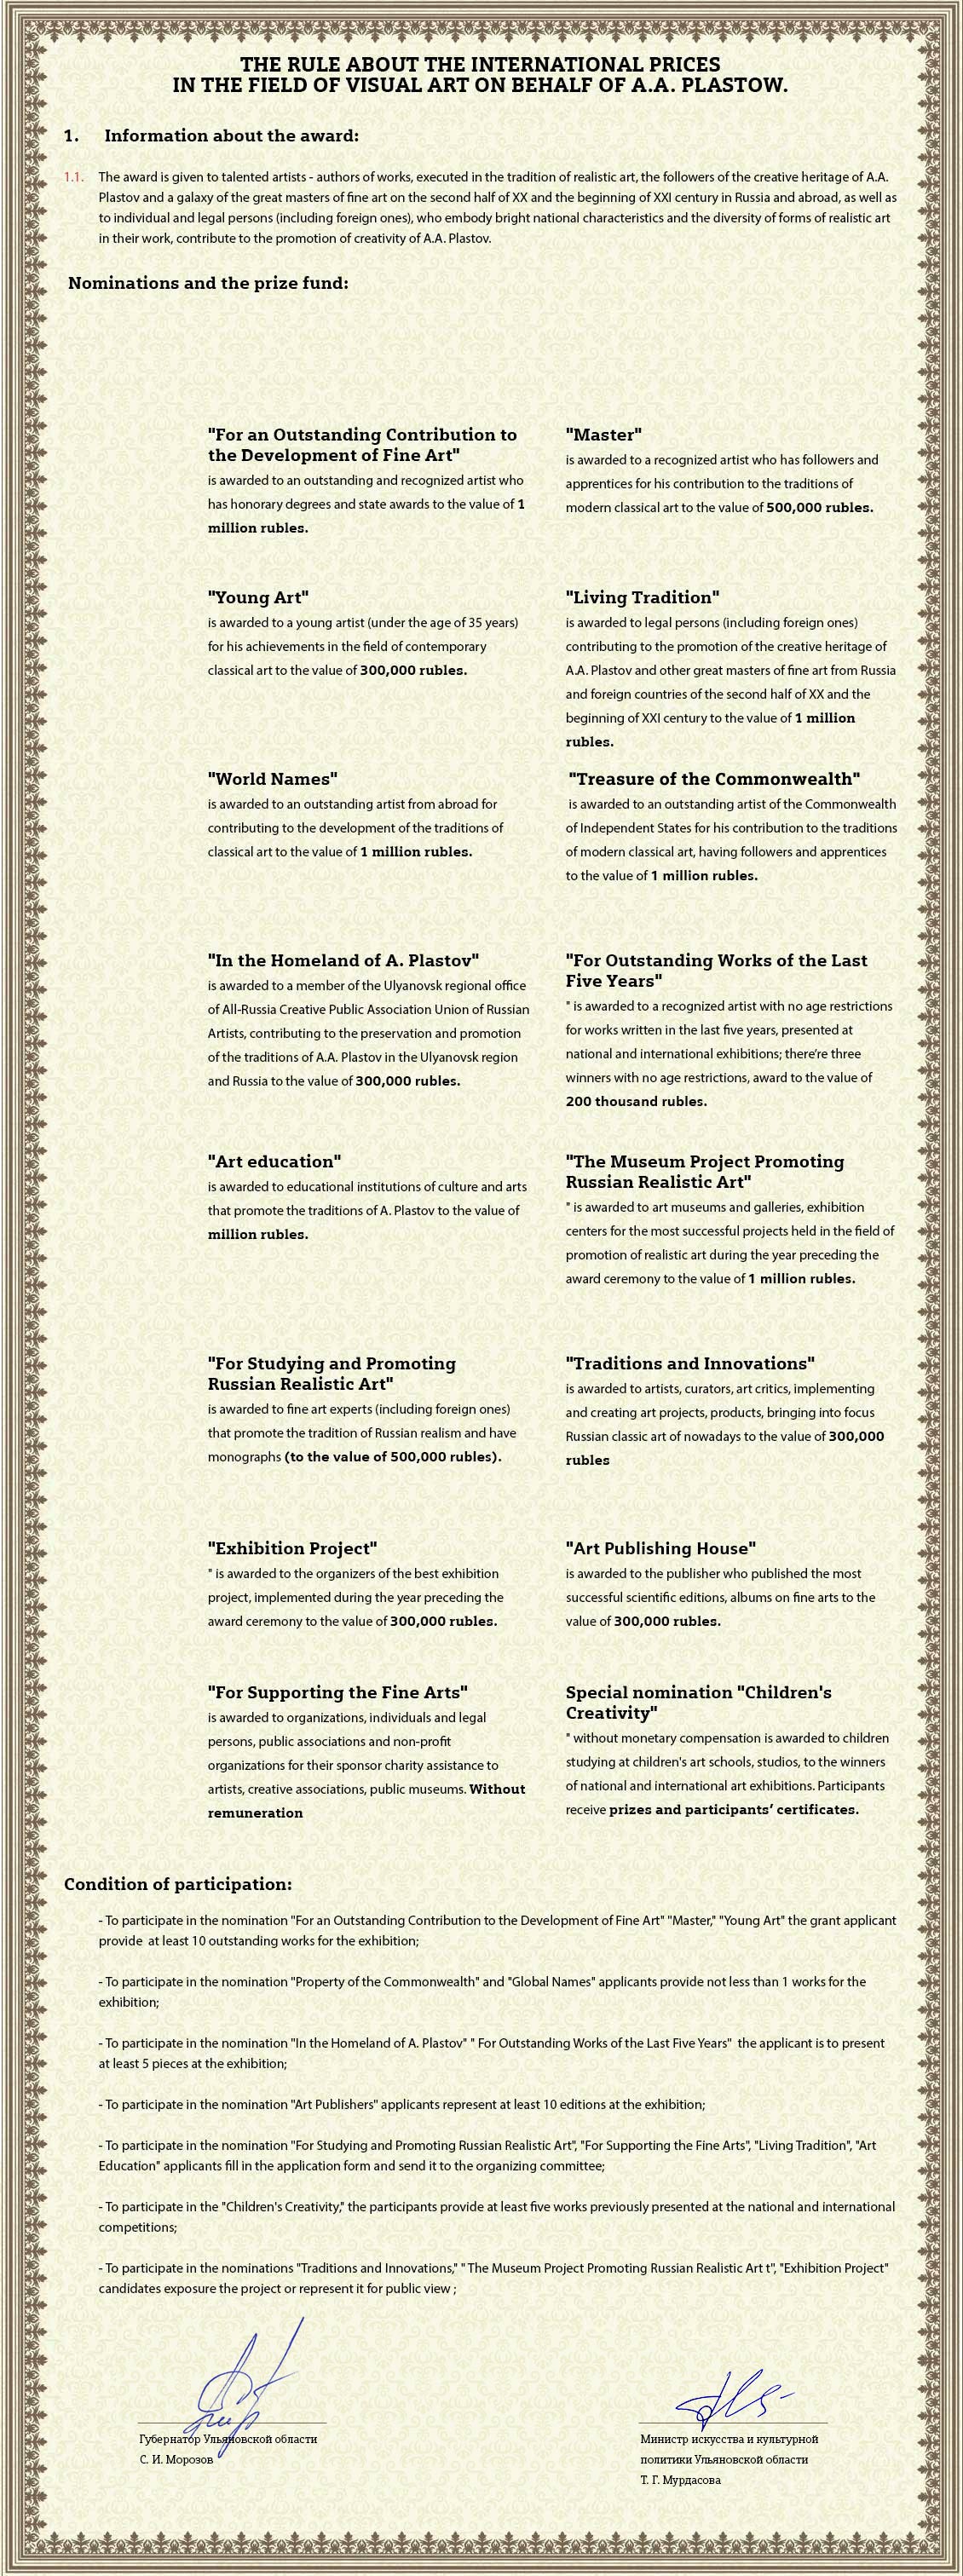 THE RULE ABOUT THE INTERNATIONAL PRICES
IN THE FIELD OF VISUAL ART ON BEHALF OF A.A. PLASTOW.
1. Information about the award:
1.1. The award is given to talented artists - authors of works, executed in the tradition of realistic art, the followers of the creative heritage of A.A.
Plastov and a galaxy of the great masters of fine art on the second half of XX and the beginning of XXI century in Russia and abroad, as well as
to individual and legal persons (including foreign ones), who embody bright national characteristics and the diversity of forms of realistic art
in their work, contribute to the promotion of creativity of A.A. Plastov.
Nominations and the prize fund:
"For an Outstanding Contribution to
the Development of Fine Art"
is awarded to an outstanding and recognized artist who
has honorary degrees and state awards to the value of 1
million rubles.
"Master"
is awarded to a recognized artist who has followers and
apprentices for his contribution to the traditions of
modern classical art to the value of 500,000 rubles.
"Young Art"
is awarded to a young artist (under the age of 35 years)
for his achievements in the field of contemporary
classical art to the value of 300,000 rubles.
"Living Tradition"
is awarded to legal persons (including foreign ones)
contributing to the promotion of the creative heritage of
A.A. Plastov and other great masters of fine art from Russia
and foreign countries of the second half of XX and the
beginning of XXI century to the value of 1 million
rubles.
"World Names"
is awarded to an outstanding artist from abroad for
contributing to the development of the traditions of
classical art to the value of 1 million rubles.
"Treasure of the Commonwealth"
is awarded to an outstanding artist of the Commonwealth
of Independent States for his contribution to the traditions
of modern classical art, having followers and apprentices
to the value of 1 million rubles.
"In the Homeland of A. Plastov"
is awarded to a member of the Ulyanovsk regional office
of All-Russia Creative Public Association Union of Russian
Artists, contributing to the preservation and promotion
of the traditions of A.A. Plastov in the Ulyanovsk region
and Russia to the value of 300,000 rubles.
"For Outstanding Works of the Last
Five Years"
" is awarded to a recognized artist with no age restrictions
for works written in the last five years, presented at
national and international exhibitions; there're three
winners with no age restrictions, award to the value of
200 thousand rubles.
"Art education"
is awarded to educational institutions of culture and arts
that promote the traditions of A. Plastov to the value of
million rubles.
"The Museum Project Promoting
Russian Realistic Art"
" is awarded to art museums and galleries, exhibition
centers for the most successful projects held in the field of
promotion of realistic art during the year preceding the
award ceremony to the value of 1 million rubles.
"For Studying and Promoting
Russian Realistic Art"
is awarded to fine art experts (including foreign ones)
that promote the tradition of Russian realism and have
monographs (to the value of 500,000 rubles).
"Traditions and Innovations"
is awarded to artists, curators, art critics, implementing
and creating art projects, products, bringing into focus
Russian classic art of nowadays to the value of 300,000
rubles
"Exhibition Project"
" is awarded to the organizers of the best exhibition
project, implemented during the year preceding the
award ceremony to the value of 300,000 rubles.
"Art Publishing House"
is awarded to the publisher who published the most
successful scientific editions, albums on fine arts to the
value of 300,000 rubles.
"For Supporting the Fine Arts"
is awarded to organizations, individuals and legal
persons, public associations and non-profit
organizations for their sponsor charity assistance to
artists, creative associations, public museums. Without
remuneration
Special nomination "Children's
Creativity"
" without monetary compensation is awarded to children
studying at children's art schools, studios, to the winners
of national and international art exhibitions. Participants
receive prizes and participants' certificates.
Condition of participation:
- To participate in the nomination "For an Outstanding Contribution to the Development of Fine Art" "Master," "Young Art" the grant applicant
provide at least 10 outstanding works for the exhibition;
- To participate in the nomination "Property of the Commonwealth" and "Global Names" applicants provide not less than 1 works for the
exhibition;
- To participate in the nomination "In the Homeland of A. Plastov" " For Outstanding Works of the Last Five Years" the applicant is to present
at least 5 pieces at the exhibition;
- To participate in the nomination "Art Publishers" applicants represent at least 10 editions at the exhibition;
- To participate in the nomination "For Studying and Promoting Russian Realistic Art", "For Supporting the Fine Arts", "Living Tradition", "Art
Education" applicants fill in the application form and send it to the organizing committee;
- To participate in the "Children's Creativity," the participants provide at least five works previously presented at the national and international
competitions;
- To participate in the nominations "Traditions and Innovations," " The Museum Project Promoting Russian Realistic Art t", "Exhibition Project"
candidates exposure the project or represent it for public view ;
Губернатор Ульяновской области
С. И. Морозов
Министр искусства и культурной
политики Ульяновской области
Т. Г. Мурдасова